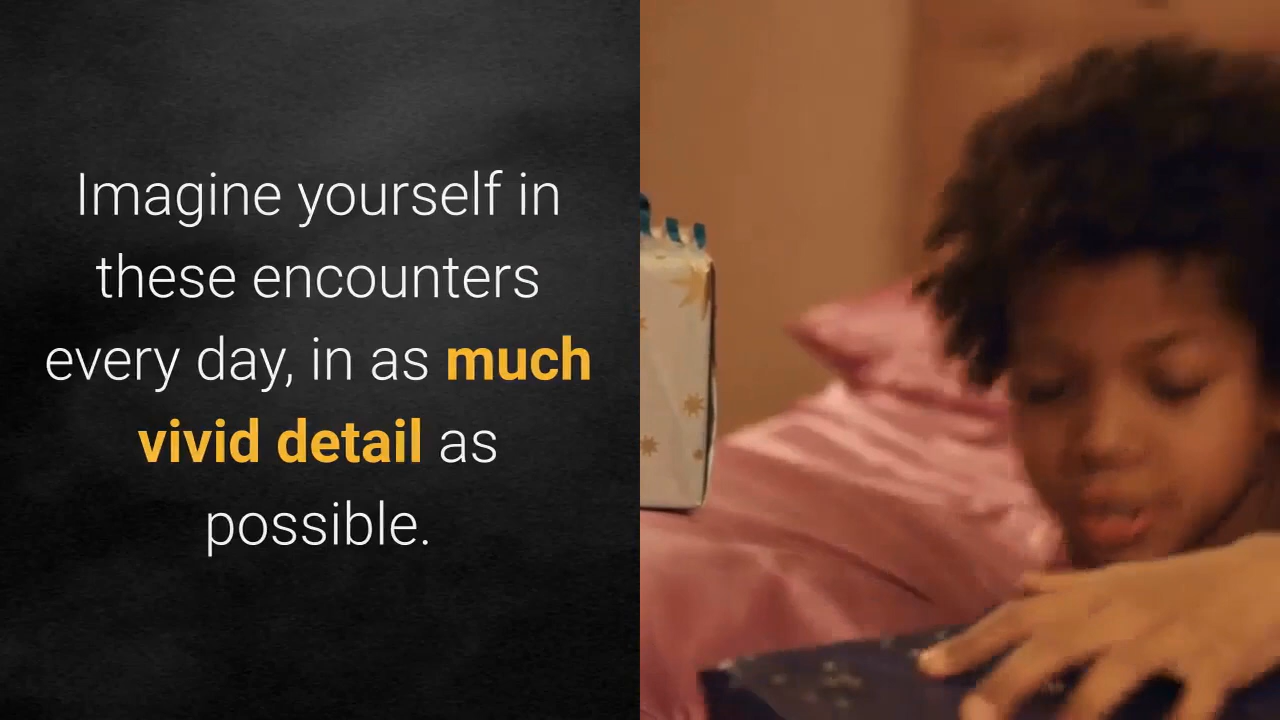 Imagine yourself in
these encounters
every day, in as much
vivid detail as
possible.